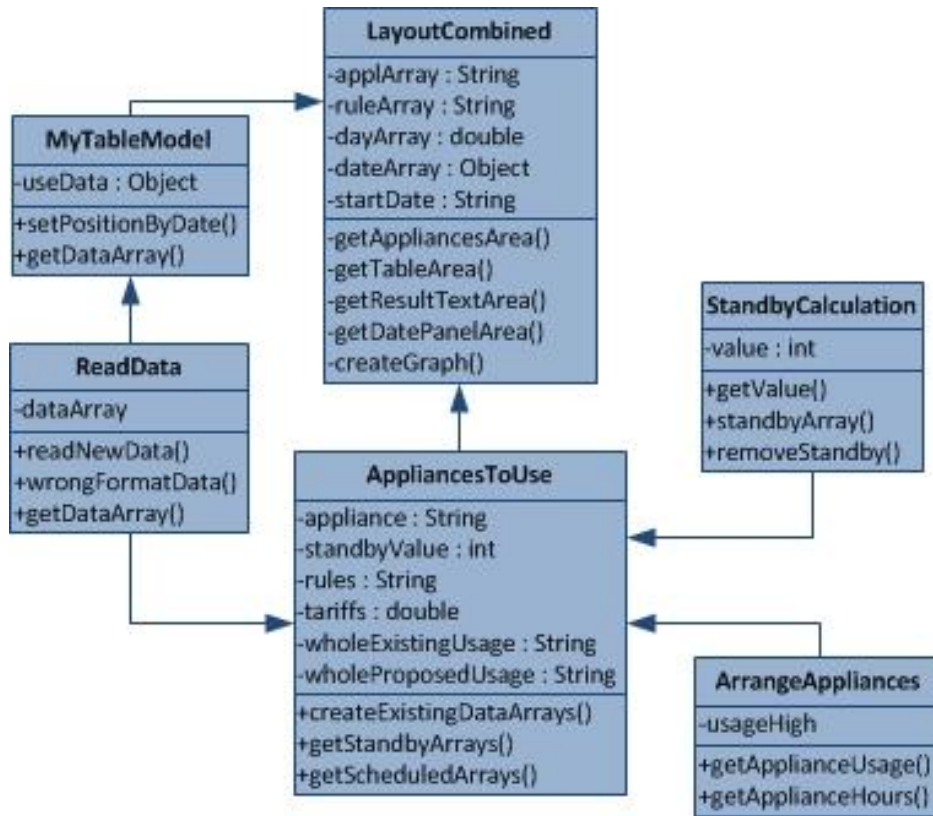 LayoutCombined
-applArray : String
-ruleArray : String
-dayArray : double
-dateArray : Object
-startDate : String
-getAppliancesArea()
-getTableArea()
-getResultTextArea()
-getDatePanelArea()
-createGraph()
MyTableModel
-useData : Object
+setPositionByDate()
+getDataArray()
ReadData
-dataArray
+readNewData()
+wrongFormatData()
+getDataArray()
StandbyCalculation
-value : int
+getValue()
+standbyArray()
+removeStandby()
AppliancesToUse
-appliance : String
-standbyValue : int
-rules : String
-tariffs : double
-wholeExistingUsage : String
-wholeProposedUsage : String
+createExistingDataArrays()
+getStandbyArrays()
+getScheduledArrays()
ArrangeAppliances
-usageHigh
+getApplianceUsage()
+getApplianceHours()